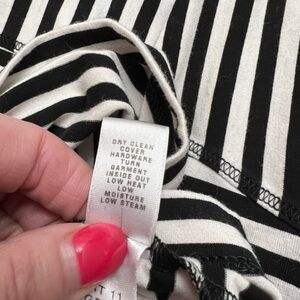 DRY CLEAN
COVER
HARDWARE
TURN
GARMENT
INSIDE OUT
LOW HEAT
LOW
MOISTURE
LOW STEAM